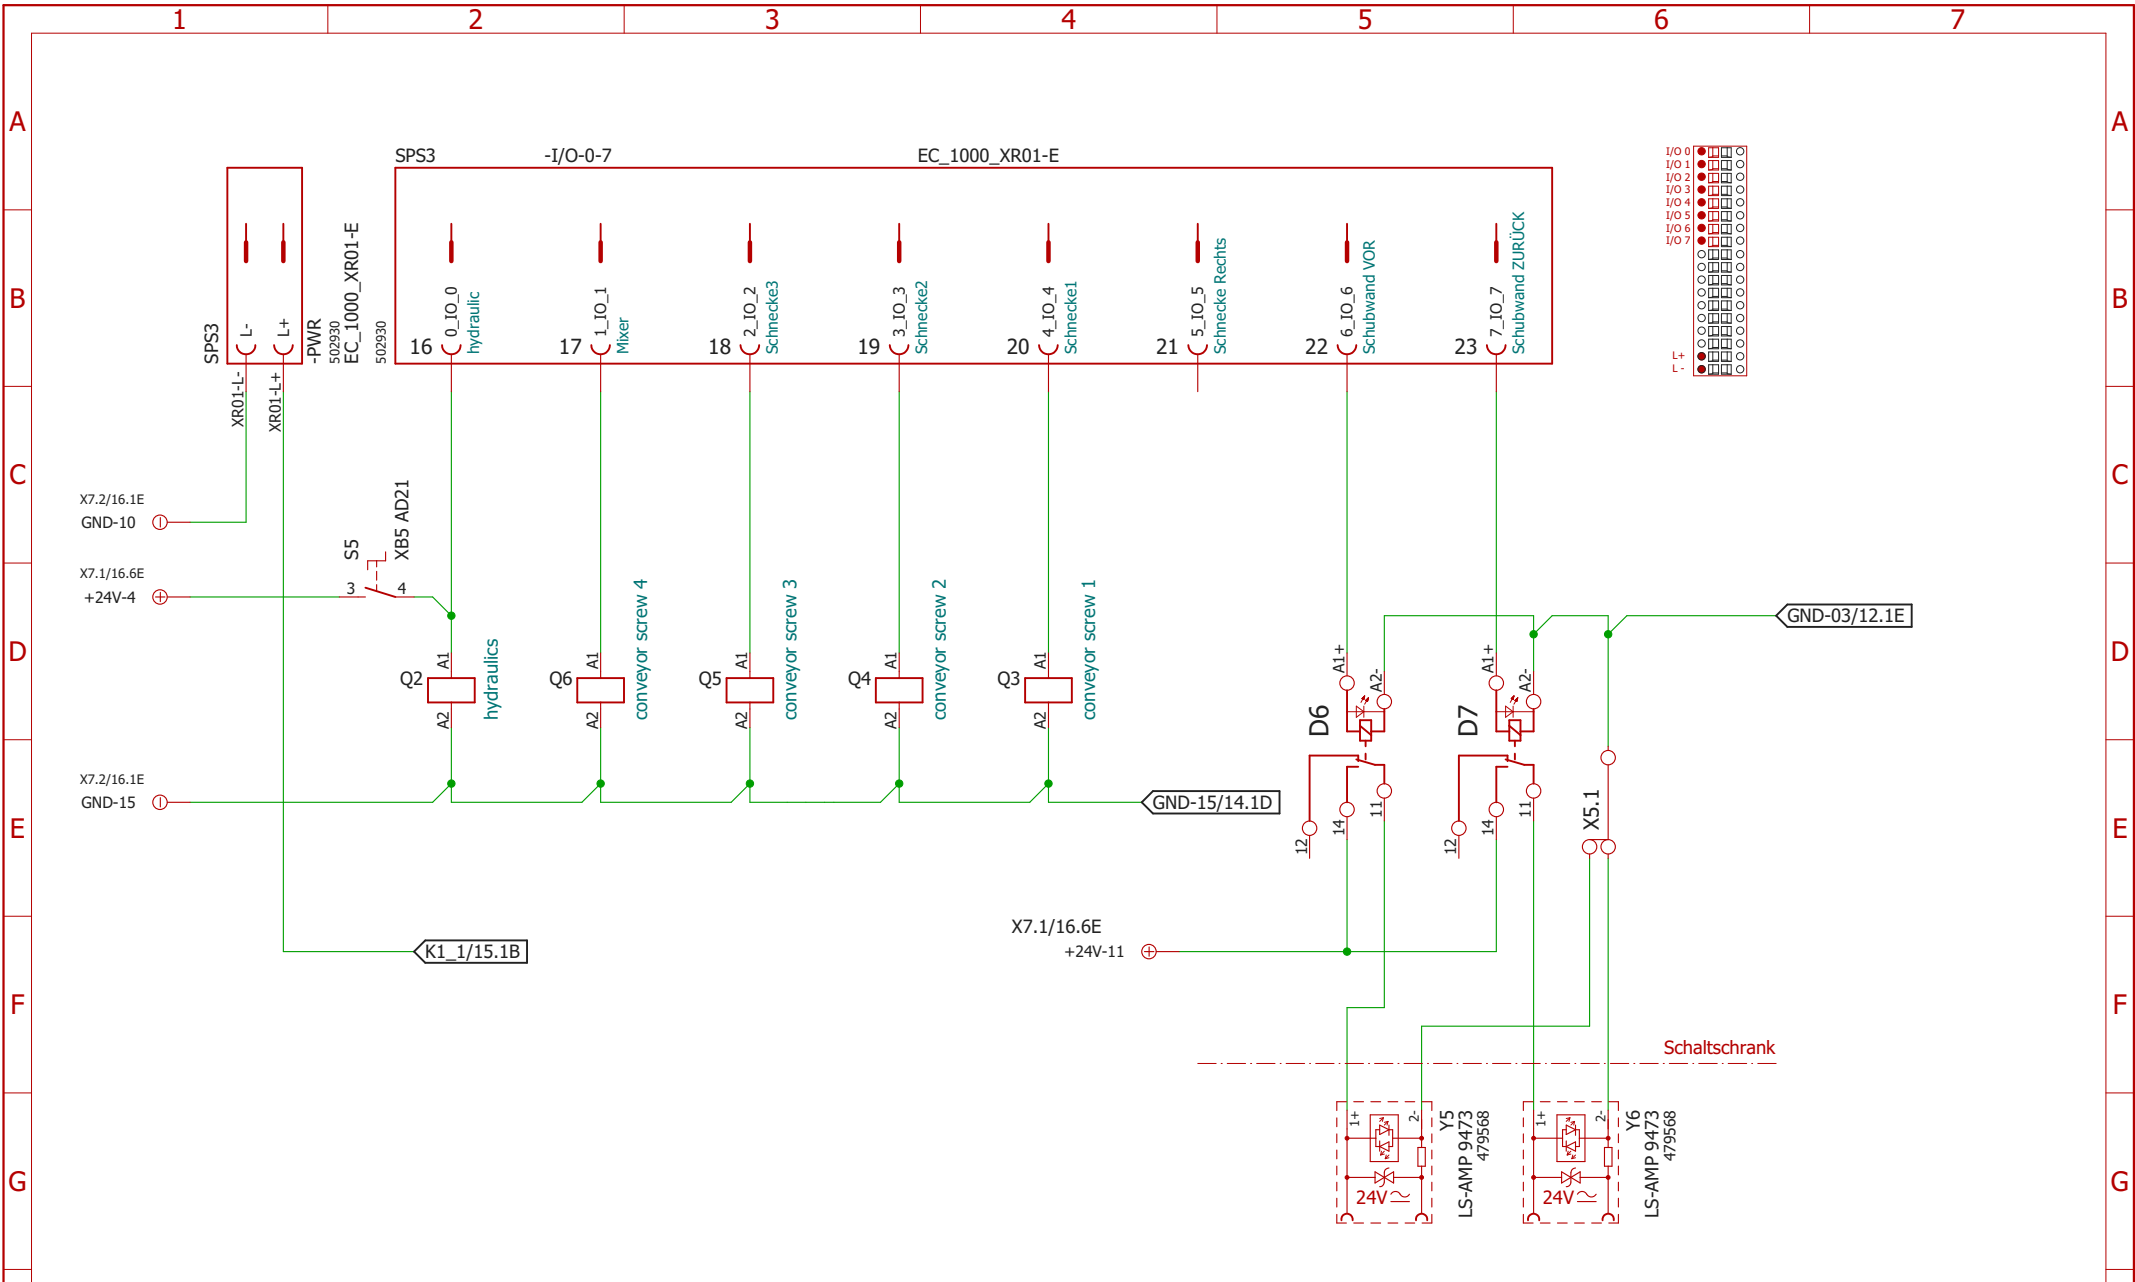 1 2 3 4 5 6 7
A A
SPS3 -I/O-0-7 EC_1000_XR01-E
I/O 0
I/O 1
I/O 2
I/O 3
I/O 4
I/O 5
I/O 6
I/O 7
L+
L -
B B
SPS3
L-
L+
-PWR
502930
EC_1000_XR01-E
502930
16 0_IO_0 hydraulic
17 1_IO_1 Mixer
18 2_IO_2 Schnecke3
19 3_IO_3 Schnecke2
20 4_IO_4 Schnecke1
21 5_IO_5 Schnecke Rechts
22 6_IO_6 Schubwand VOR
23 7_IO_7 Schubwand ZURÜCK
XR01-L-
XR01-L+
C C
X7.2/16.1E
GND-10
S5
XB5 AD21
3 4
X7.1/16.6E
+24V-4
D D
Q2 A1 A2 hydraulics
Q6 A1 A2 conveyor screw 4
Q5 A1 A2 conveyor screw 3
Q4 A1 A2 conveyor screw 2
Q3 A1 A2 conveyor screw 1
D6 A1+ A2-
D7 A1+ A2-
GND-03/12.1E
E E
X7.2/16.1E
GND-15
GND-15/14.1D
12 14 11
12 14 11
X5.1
K1_1/15.1B
X7.1/16.6E
+24V-11
F F
Schaltschrank
G G
1+ 2-
24V
Y5
LS-AMP 9473
479568
1+ 2-
24V
Y6
LS-AMP 9473
479568